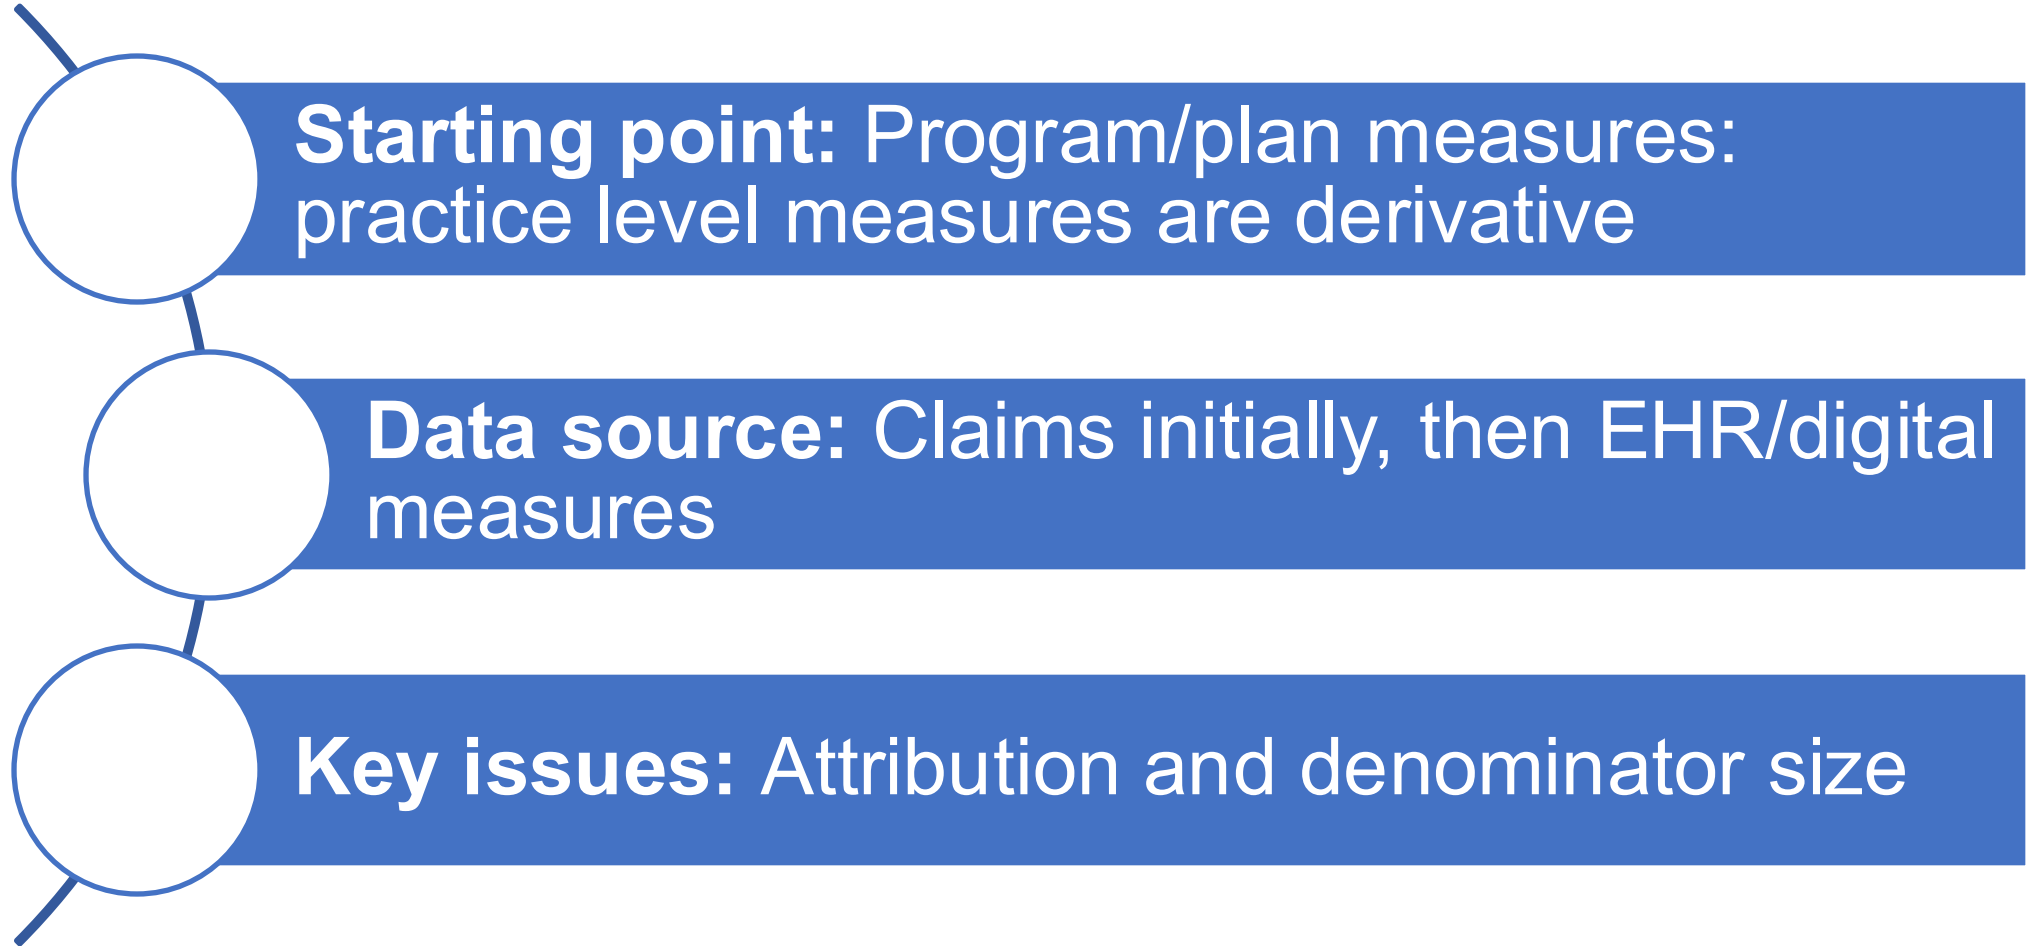 Starting point: Program/plan measures:
practice level measures are derivative
Data source: Claims initially, then EHR/digital
measures
Key issues: Attribution and denominator size